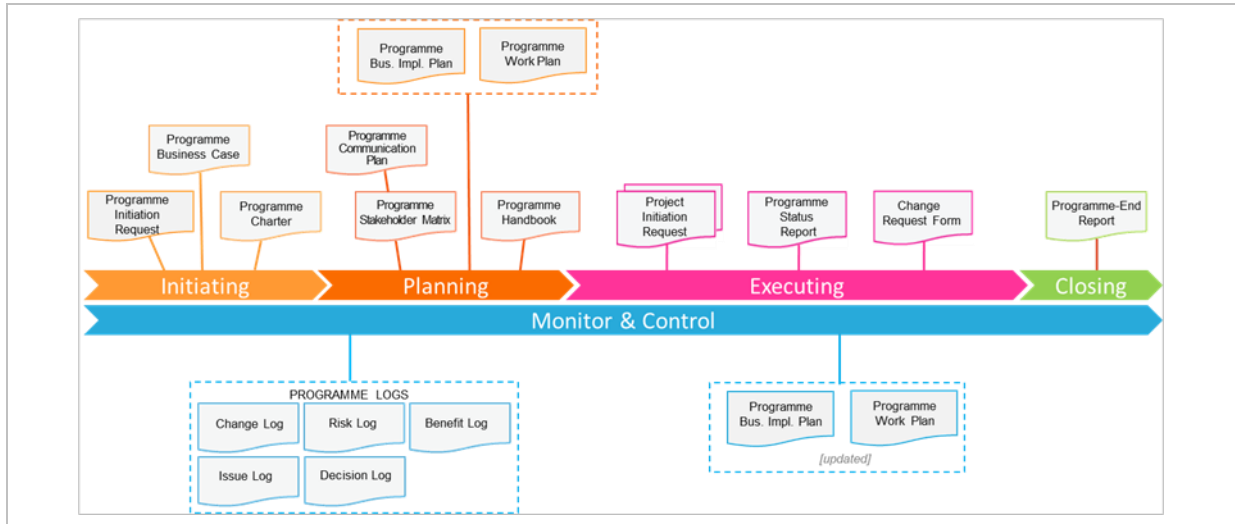 Programme
Bus. Impl. Plan
Programme
Work Plan
Programme
Business Case
Programme
Communication
Plan
Programme
Initiation
Request
Programme
Charter
Programme
Stakeholder Matrix
Programme
Handbook
Project
Initiation
Request
Programme
Status
Report
Change
Request Form
Programme-End
Report
Initiating
Planning
Executing
Closing
Monitor & Control
PROGRAMME LOGS
Change Log
Risk Log
Benefit Log
Issue Log
Decision Log
Programme
Bus. Impl. Plan
Programme
Work Plan
[updated]